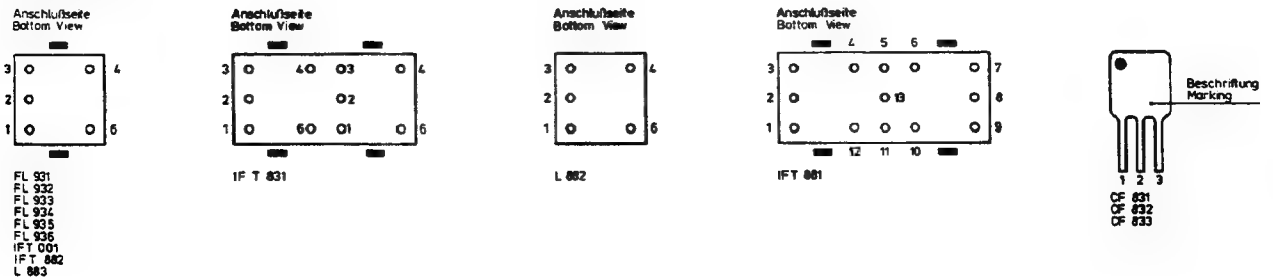 Anschlußseite
Bottom View
3 4
2
1 6
FL 931
FL 932
FL 933
FL 934
FL 935
FL 936
IFT 001
IFT 882
L 883
Anschlußseite
Bottom View
3 4 3 4
2 2
1 6 1 6
IF T 831
Anschlußseite
Bottom View
3 4
2
1 6
L 882
Anschlußseite
Bottom View
4 5 6
3 7
2 13 8
1 9
12 11 10
IFT 881
Beschriftung
Marking
1 2 3
CF 831
CF 832
CF 833